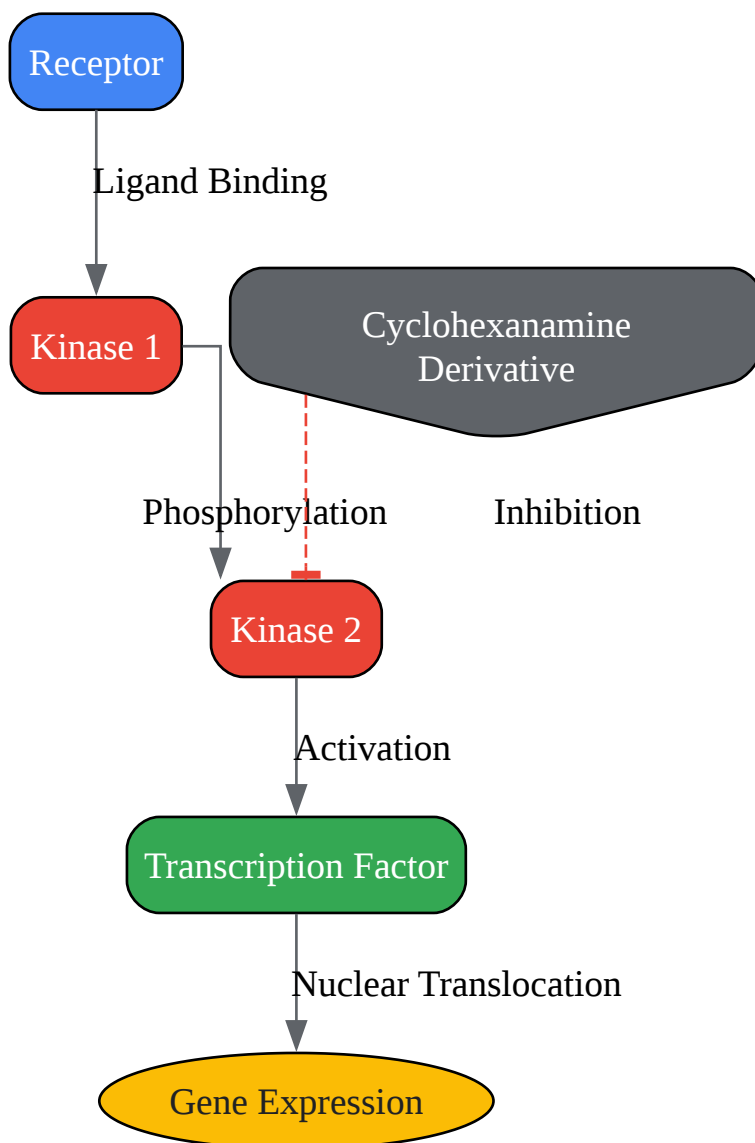 Receptor
Ligand Binding
Kinase 1
Cyclohexanamine
Derivative
Phosphorylation
Inhibition
Kinase 2
Activation
Transcription Factor
Nuclear Translocation
Gene Expression